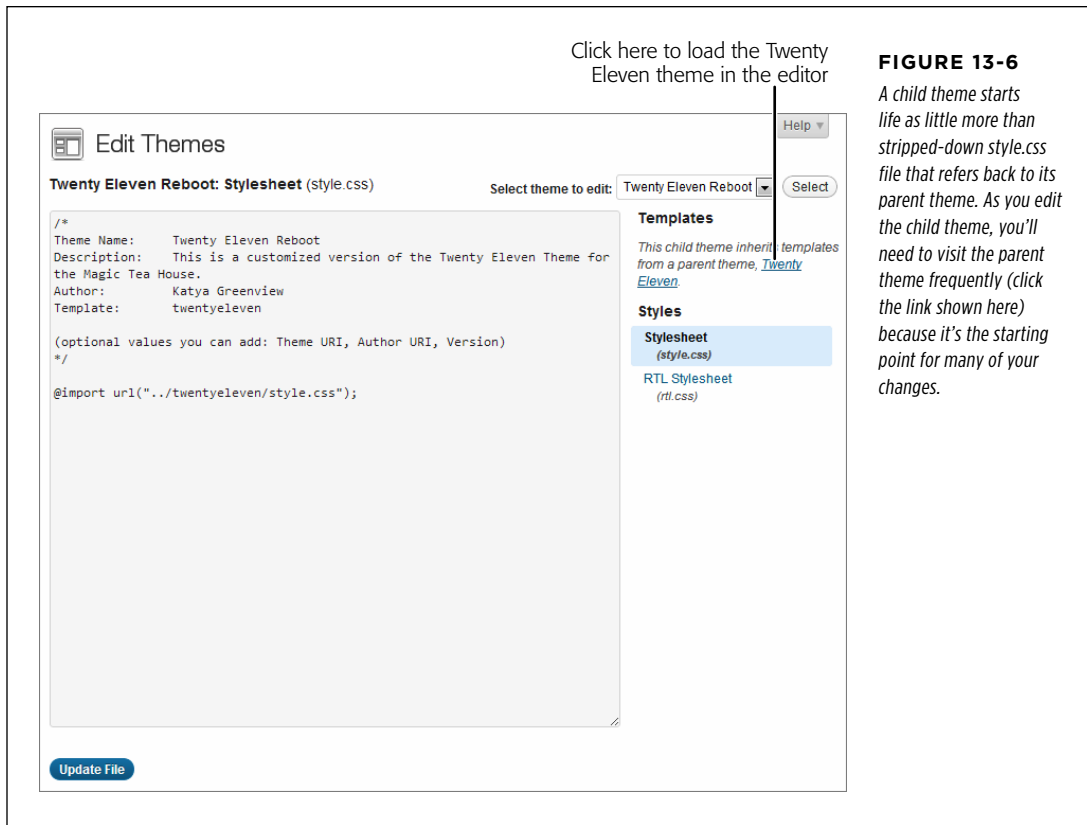 Click here to load the Twenty
Eleven theme in the editor
FIGURE 13-6
A child theme starts
life as little more than
stripped-down style.css
file that refers back to its
parent theme. As you edit
the child theme, you'll
need to visit the parent
theme frequently (click
the link shown here)
because it's the starting
point for many of your
changes.
Help
Edit Themes
Twenty Eleven Reboot: Stylesheet (style.css)
Select theme to edit: Twenty Eleven Reboot Select
/*
Theme Name: Twenty Eleven Reboot
Description: This is a customized version of the Twenty Eleven Theme for
the Magic Tea House.
Author: Katya Greenview
Template: twentyeleven
(optional values you can add: Theme URI, Author URI, Version)
*/
@import url("../twentyeleven/style.css");
Templates
This child theme inherits templates
from a parent theme, Twenty
Eleven.
Styles
Stylesheet
(style.css)
RTL Stylesheet
(rtl.css)
Update File